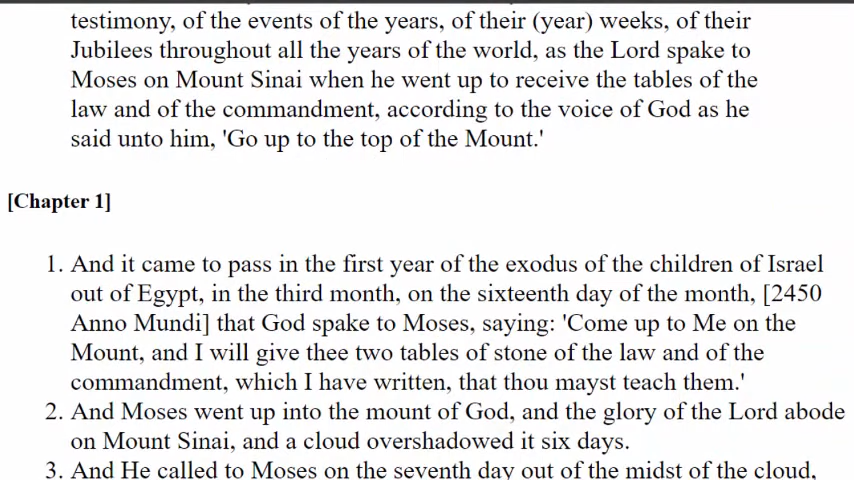 testimony, of the events of the years, of their (year) weeks, of their
Jubilees throughout all the years of the world, as the Lord spake to
Moses on Mount Sinai when he went up to receive the tables of the
law and of the commandment, according to the voice of God as he
said unto him, 'Go up to the top of the Mount.'
[Chapter 1]
1. And it came to pass in the first year of the exodus of the children of Israel
out of Egypt, in the third month, on the sixteenth day of the month, [2450
Anno Mundi] that God spake to Moses, saying: 'Come up to Me on the
Mount, and I will give thee two tables of stone of the law and of the
commandment, which I have written, that thou mayst teach them.'
2. And Moses went up into the mount of God, and the glory of the Lord abode
on Mount Sinai, and a cloud overshadowed it six days.
3. And He called to Moses on the seventh day out of the midst of the cloud,